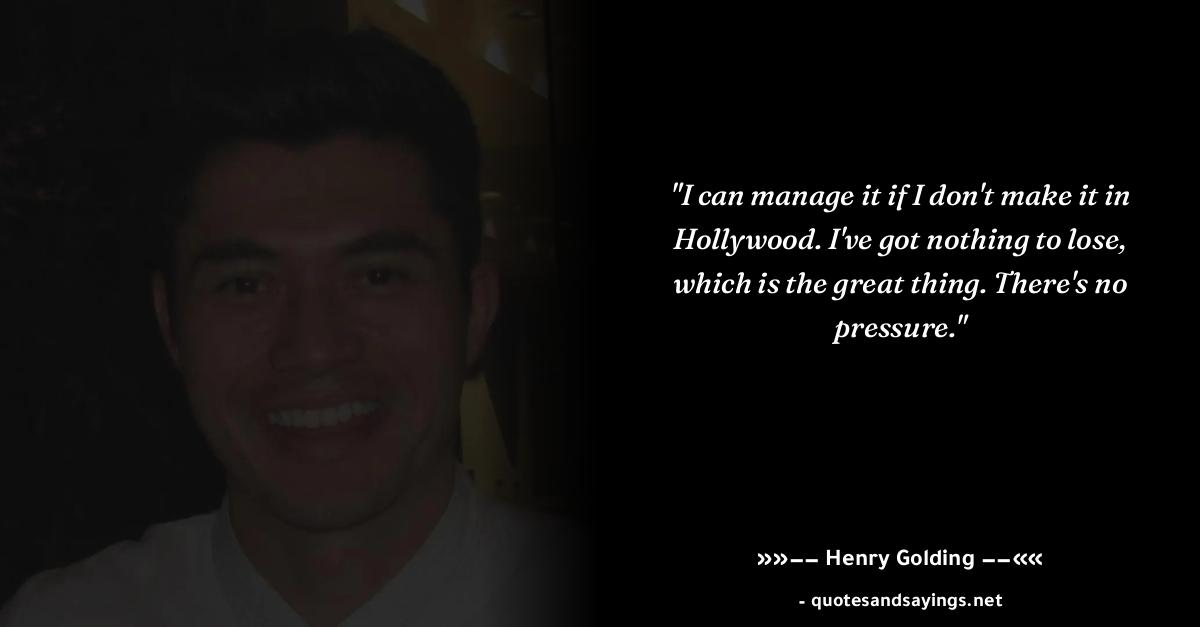 "I can manage it if I don't make it in
Hollywood. I've got nothing to lose,
which is the great thing. There's no
pressure."
»»–– Henry Golding ––««
- quotesandsayings.net